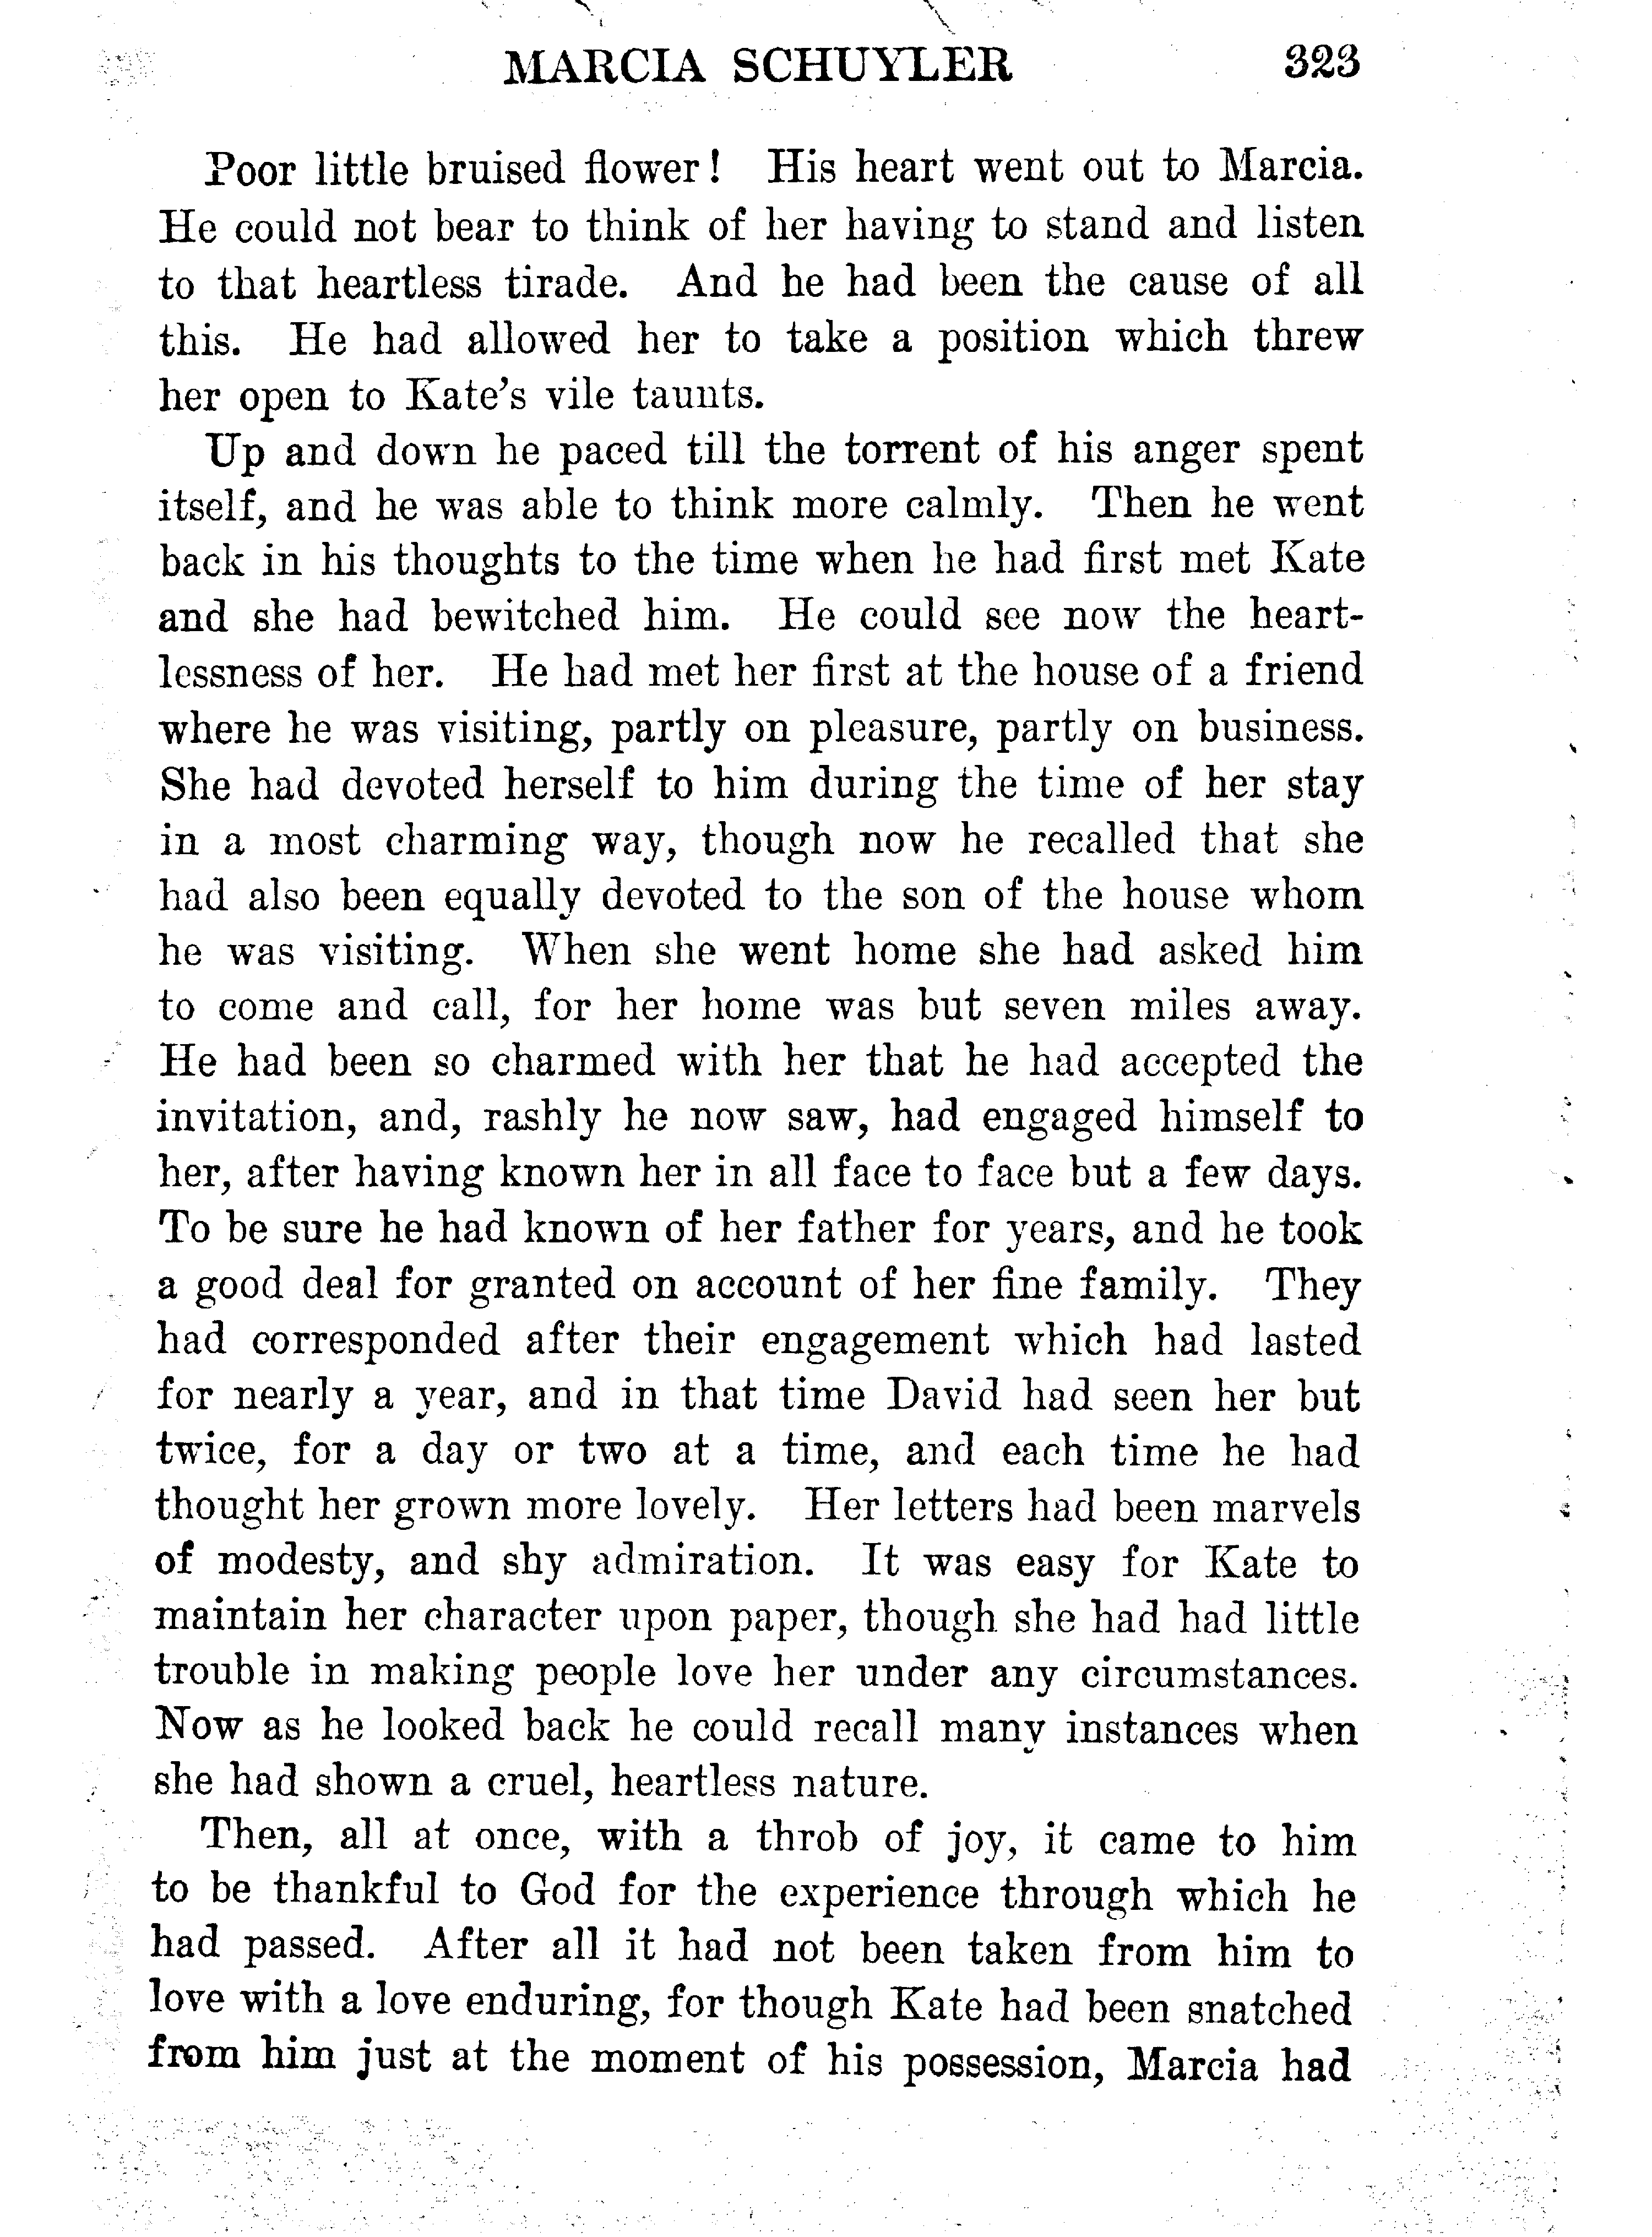 MARCIA SCHUYLER 323
Poor little bruised flower! His heart went out to Marcia.
He could not bear to think of her having to stand and listen
to that heartless tirade. And he had been the cause of all
this. He had allowed her to take a position which threw
her open to Kate's vile taunts.
Up and down he paced till the torrent of his anger spent
itself, and he was able to think more calmly. Then he went
back in his thoughts to the time when he had first met Kate
and she had bewitched him. He could see now the heart-
lessness of her. He had met her first at the house of a friend
where he was visiting, partly on pleasure, partly on business.
She had devoted herself to him during the time of her stay
in a most charming way, though now he recalled that she
had also been equally devoted to the son of the house whom
he was visiting. When she went home she had asked him
to come and call, for her home was but seven miles away.
He had been so charmed with her that he had accepted the
invitation, and, rashly he now saw, had engaged himself to
her, after having known her in all face to face but a few days.
To be sure he had known of her father for years, and he took
a good deal for granted on account of her fine family. They
had corresponded after their engagement which had lasted
for nearly a year, and in that time David had seen her but
twice, for a day or two at a time, and each time he had
thought her grown more lovely. Her letters had been marvels
of modesty, and shy admiration. It was easy for Kate to
maintain her character upon paper, though she had had little
trouble in making people love her under any circumstances.
Now as he looked back he could recall many instances when
she had shown a cruel, heartless nature.
Then, all at once, with a throb of joy, it came to him
to be thankful to God for the experience through which he
had passed. After all it had not been taken from him to
love with a love enduring, for though Kate had been snatched
from him just at the moment of his possession, Marcia had